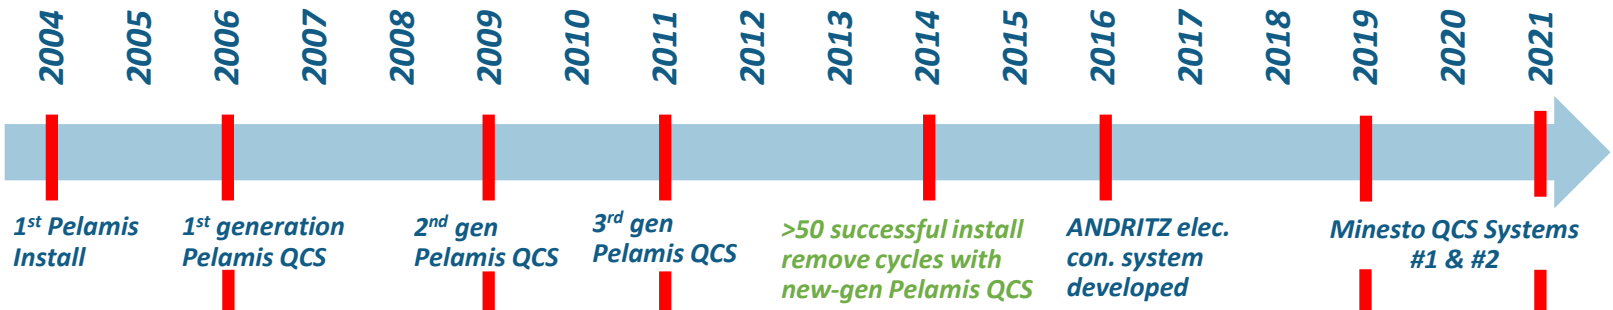 2004
2005
2006
2007
2008
2009
2010
2011
2012
2013
2014
2015
2016
2017
2018
2019
2020
2021
1st Pelamis
Install
1st generation
Pelamis QCS
2nd gen
Pelamis QCS
3rd gen
Pelamis QCS
>50 successful install
remove cycles with
new-gen Pelamis QCS
ANDRITZ elec.
con. system
developed
Minesto QCS Systems
#1 & #2